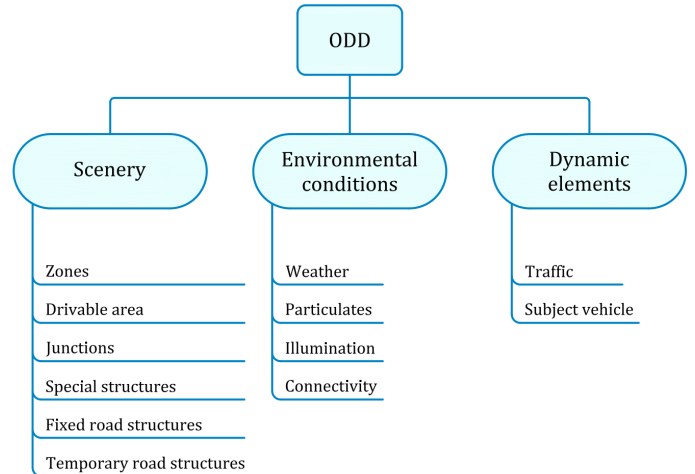 ODD
Scenery
Zones
Drivable area
Junctions
Special structures
Fixed road structures
Temporary road structures
Environmental
conditions
Weather
Particulates
Illumination
Connectivity
Dynamic
elements
Traffic
Subject vehicle